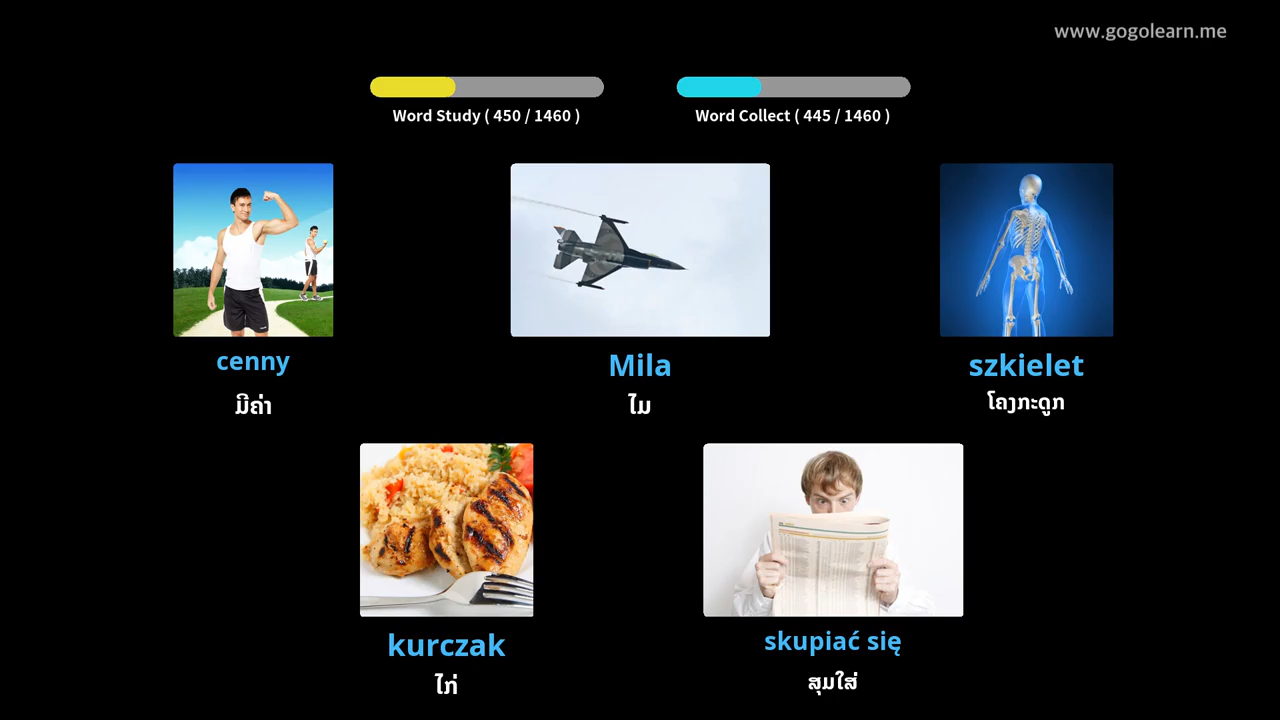 www.gogolearn.me
Word Study ( 450 / 1460 )
Word Collect ( 445 / 1460 )
cenny
ມີຄ່າ
Mila
ໄມ
szkielet
ໂຄງກະດູກ
kurczak
ໄກ່
skupiać się
ສຸມໃສ່